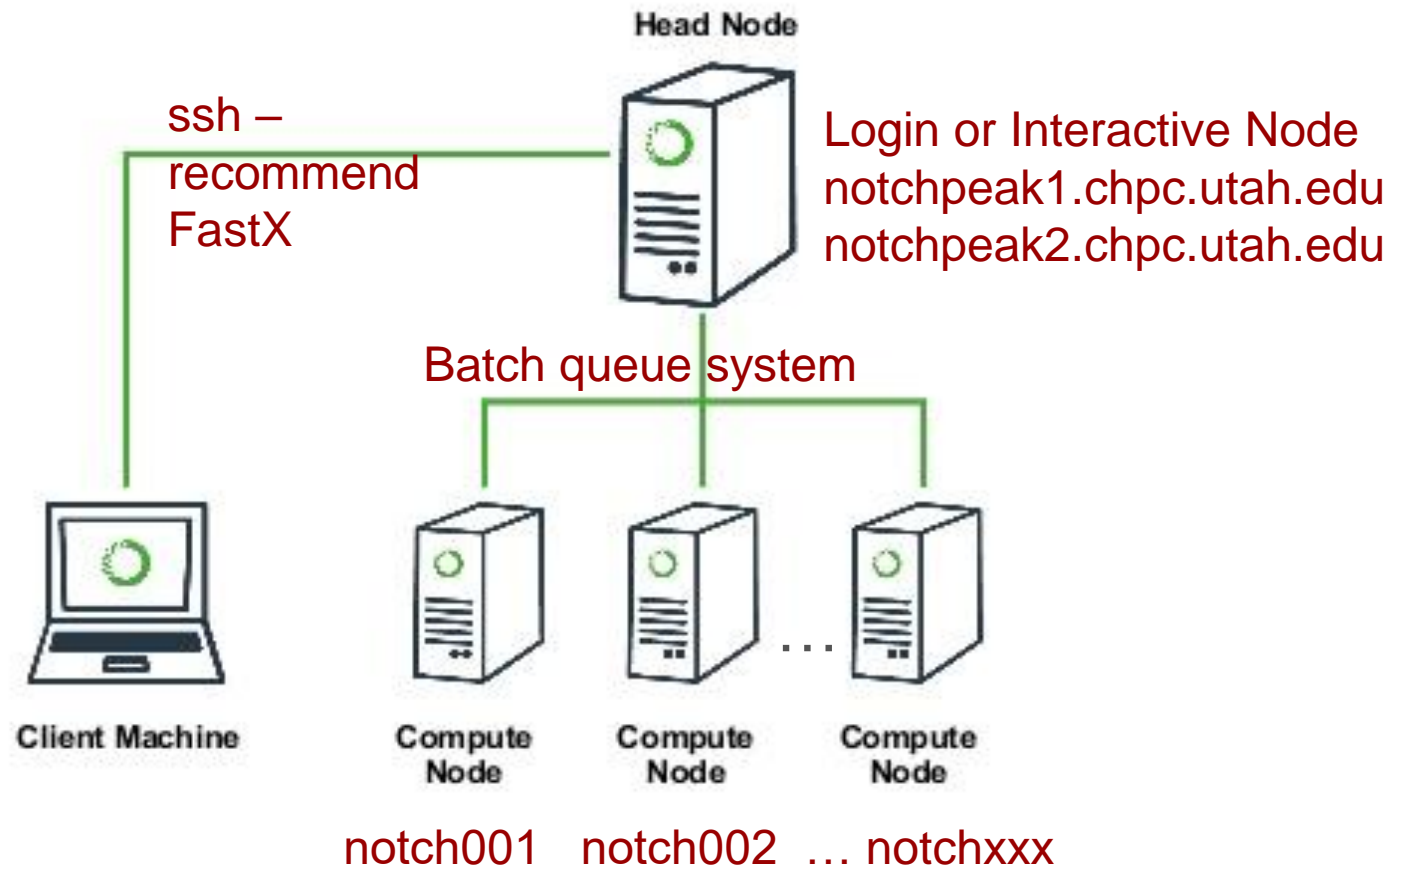 Head Node
ssh –
recommend
FastX
Login or Interactive Node
notchpeak1.chpc.utah.edu
notchpeak2.chpc.utah.edu
Batch queue system
...
Client Machine
Compute
Node
Compute
Node
Compute
Node
notch001 notch002 … notchxxx